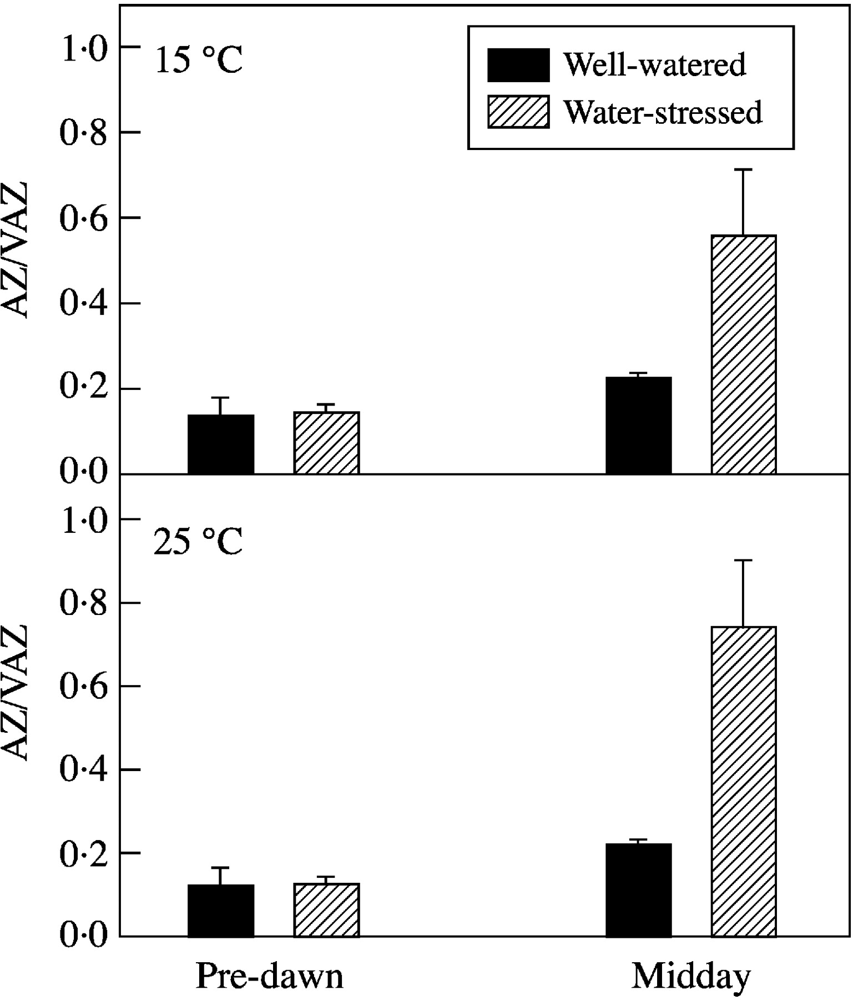 1·0
15 °C
Well-watered
Water-stressed
0·8
0·6
0·4
0·2
0·0
AZ/VAZ
1·0
25 °C
0·8
0·6
0·4
0·2
0·0
AZ/VAZ
Pre-dawn
Midday